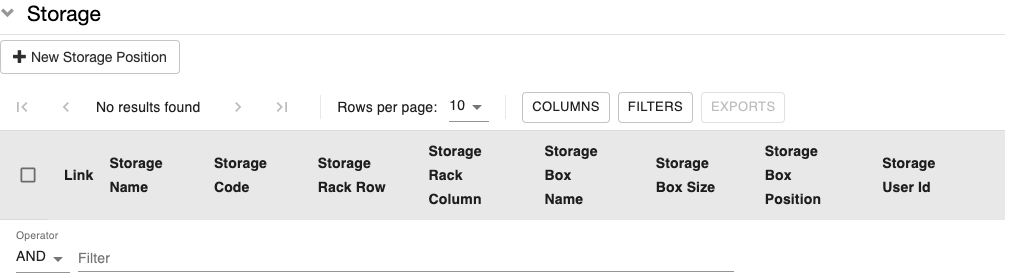 Storage
New Storage Position
No results found
Rows per page: 10
COLUMNS
FILTERS
EXPORTS
Link
Storage
Name
Storage
Code
Storage
Rack Row
Storage
Rack
Column
Storage
Box
Name
Storage
Box Size
Storage
Box
Position
Storage
User Id
Operator
AND
Filter